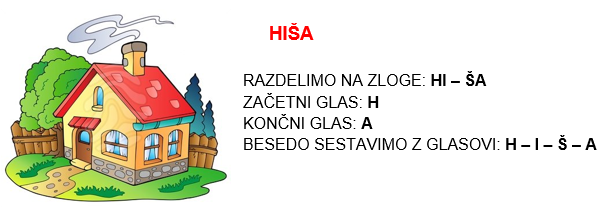 HIŠA
RAZDELIMO NA ZLOGE: HI – ŠA
ZAČETNI GLAS: H
KONČNI GLAS: A
BESEDO SESTAVIMO Z GLASOVI: H – I – Š – A